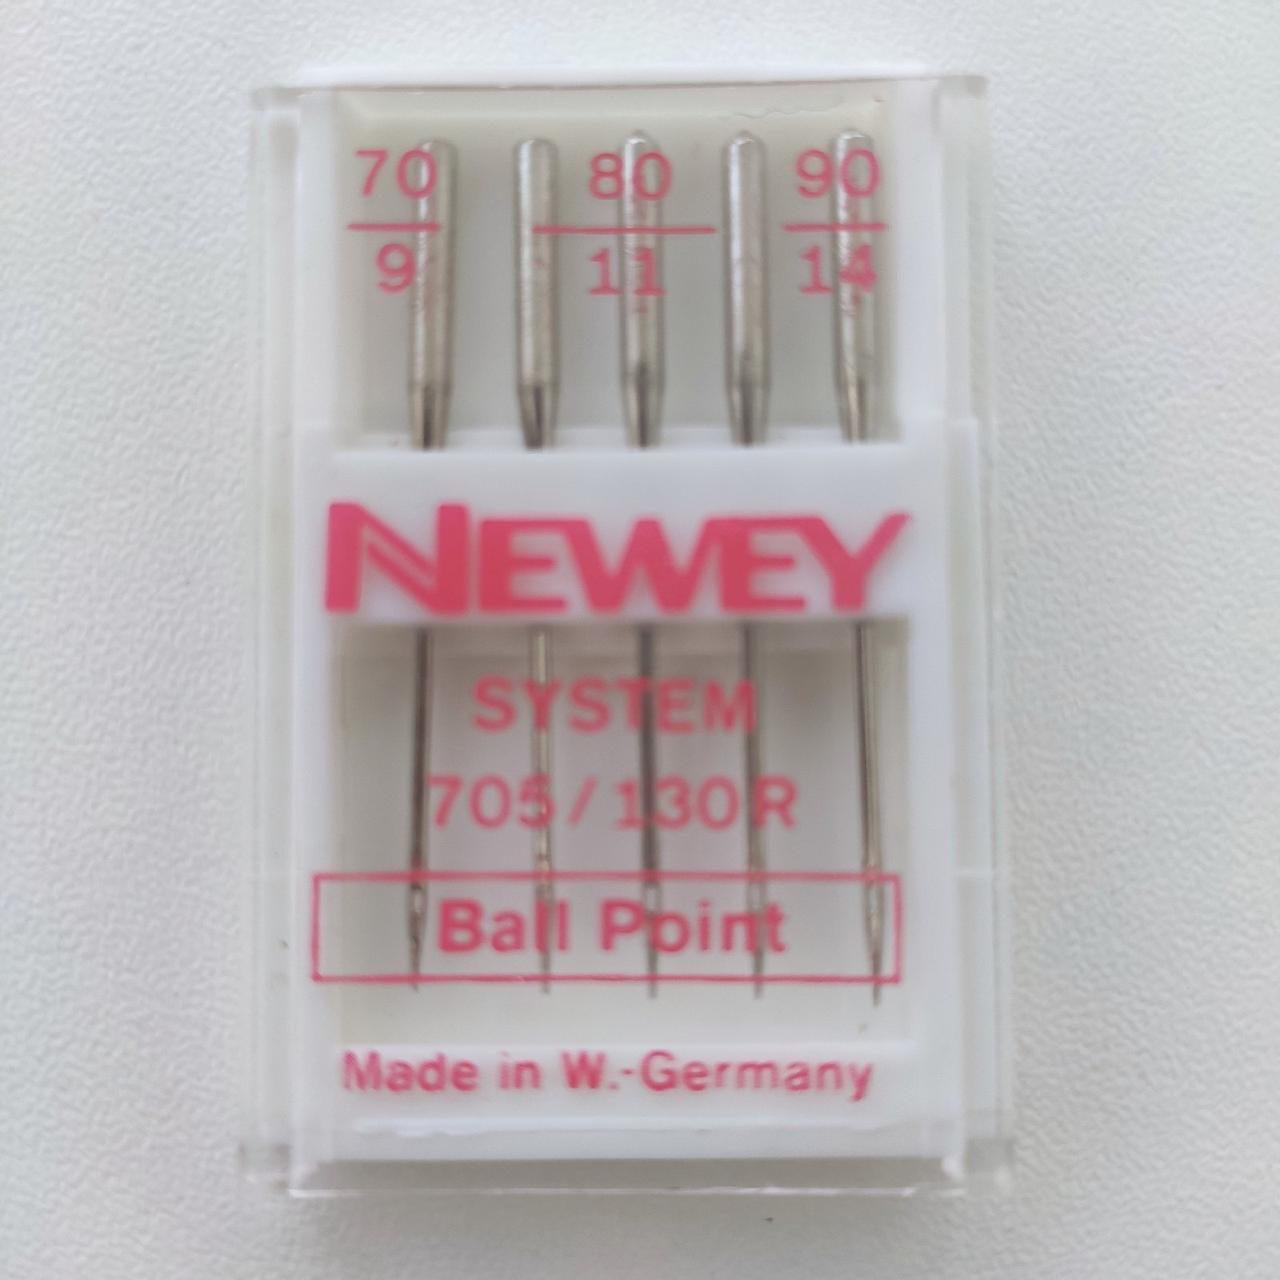 70 80 90
9 11 14
NEWEY
SYSTEM
705/130R
Ball Point
Made in W.-Germany